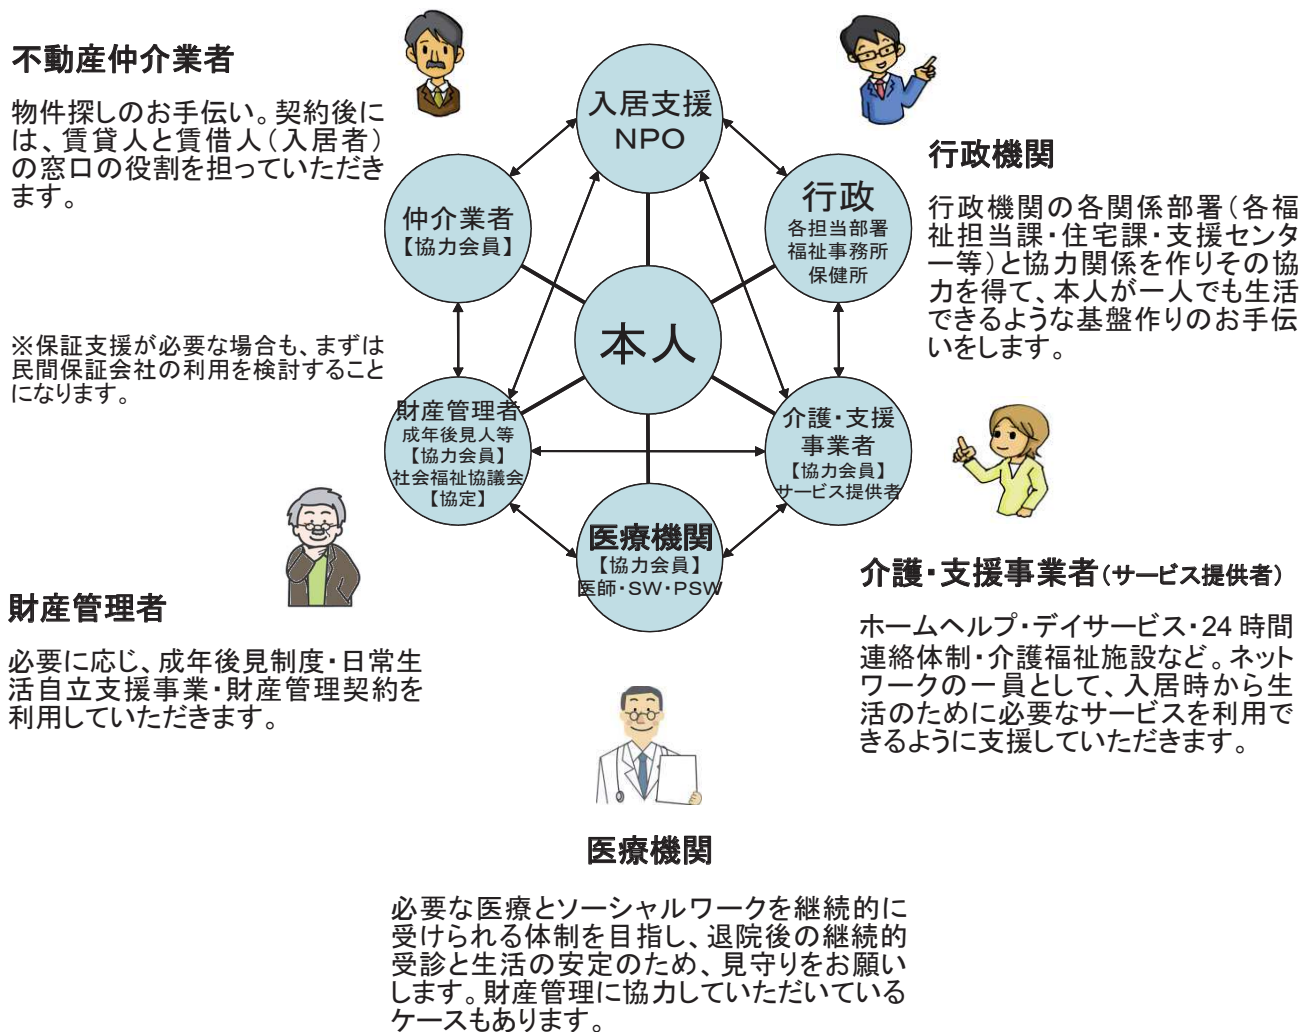 不動産仲介業者
物件探しのお手伝い。契約後に
は、賃貸人と賃借人(入居者)
の窓口の役割を担っていただき
ます。
※保証支援が必要な場合も、まずは
民間保証会社の利用を検討すること
になります。
入居支援
NPO
仲介業者
【協力会員】
行政
各担当部署
福祉事務所
保健所
本人
財産管理者
成年後見人等
【協力会員】
社会福祉協議会
【協定】
介護・支援
事業者
【協力会員】
サービス提供者
医療機関
【協力会員】
医師・SW・PSW
行政機関
行政機関の各関係部署(各福
祉担当課・住宅課・支援センタ
ー等)と協力関係を作りその協
力を得て、本人が一人でも生活
できるような基盤作りのお手伝
いをします。
財産管理者
必要に応じ、成年後見制度・日常生
活自立支援事業・財産管理契約を
利用していただきます。
介護・支援事業者(サービス提供者)
ホームヘルプ・デイサービス・24 時間
連絡体制・介護福祉施設など。ネット
ワークの一員として、入居時から生
活のために必要なサービスを利用で
きるように支援していただきます。
医療機関
必要な医療とソーシャルワークを継続的に
受けられる体制を目指し、退院後の継続的
受診と生活の安定のため、見守りをお願い
します。財産管理に協力していただいている
ケースもあります。